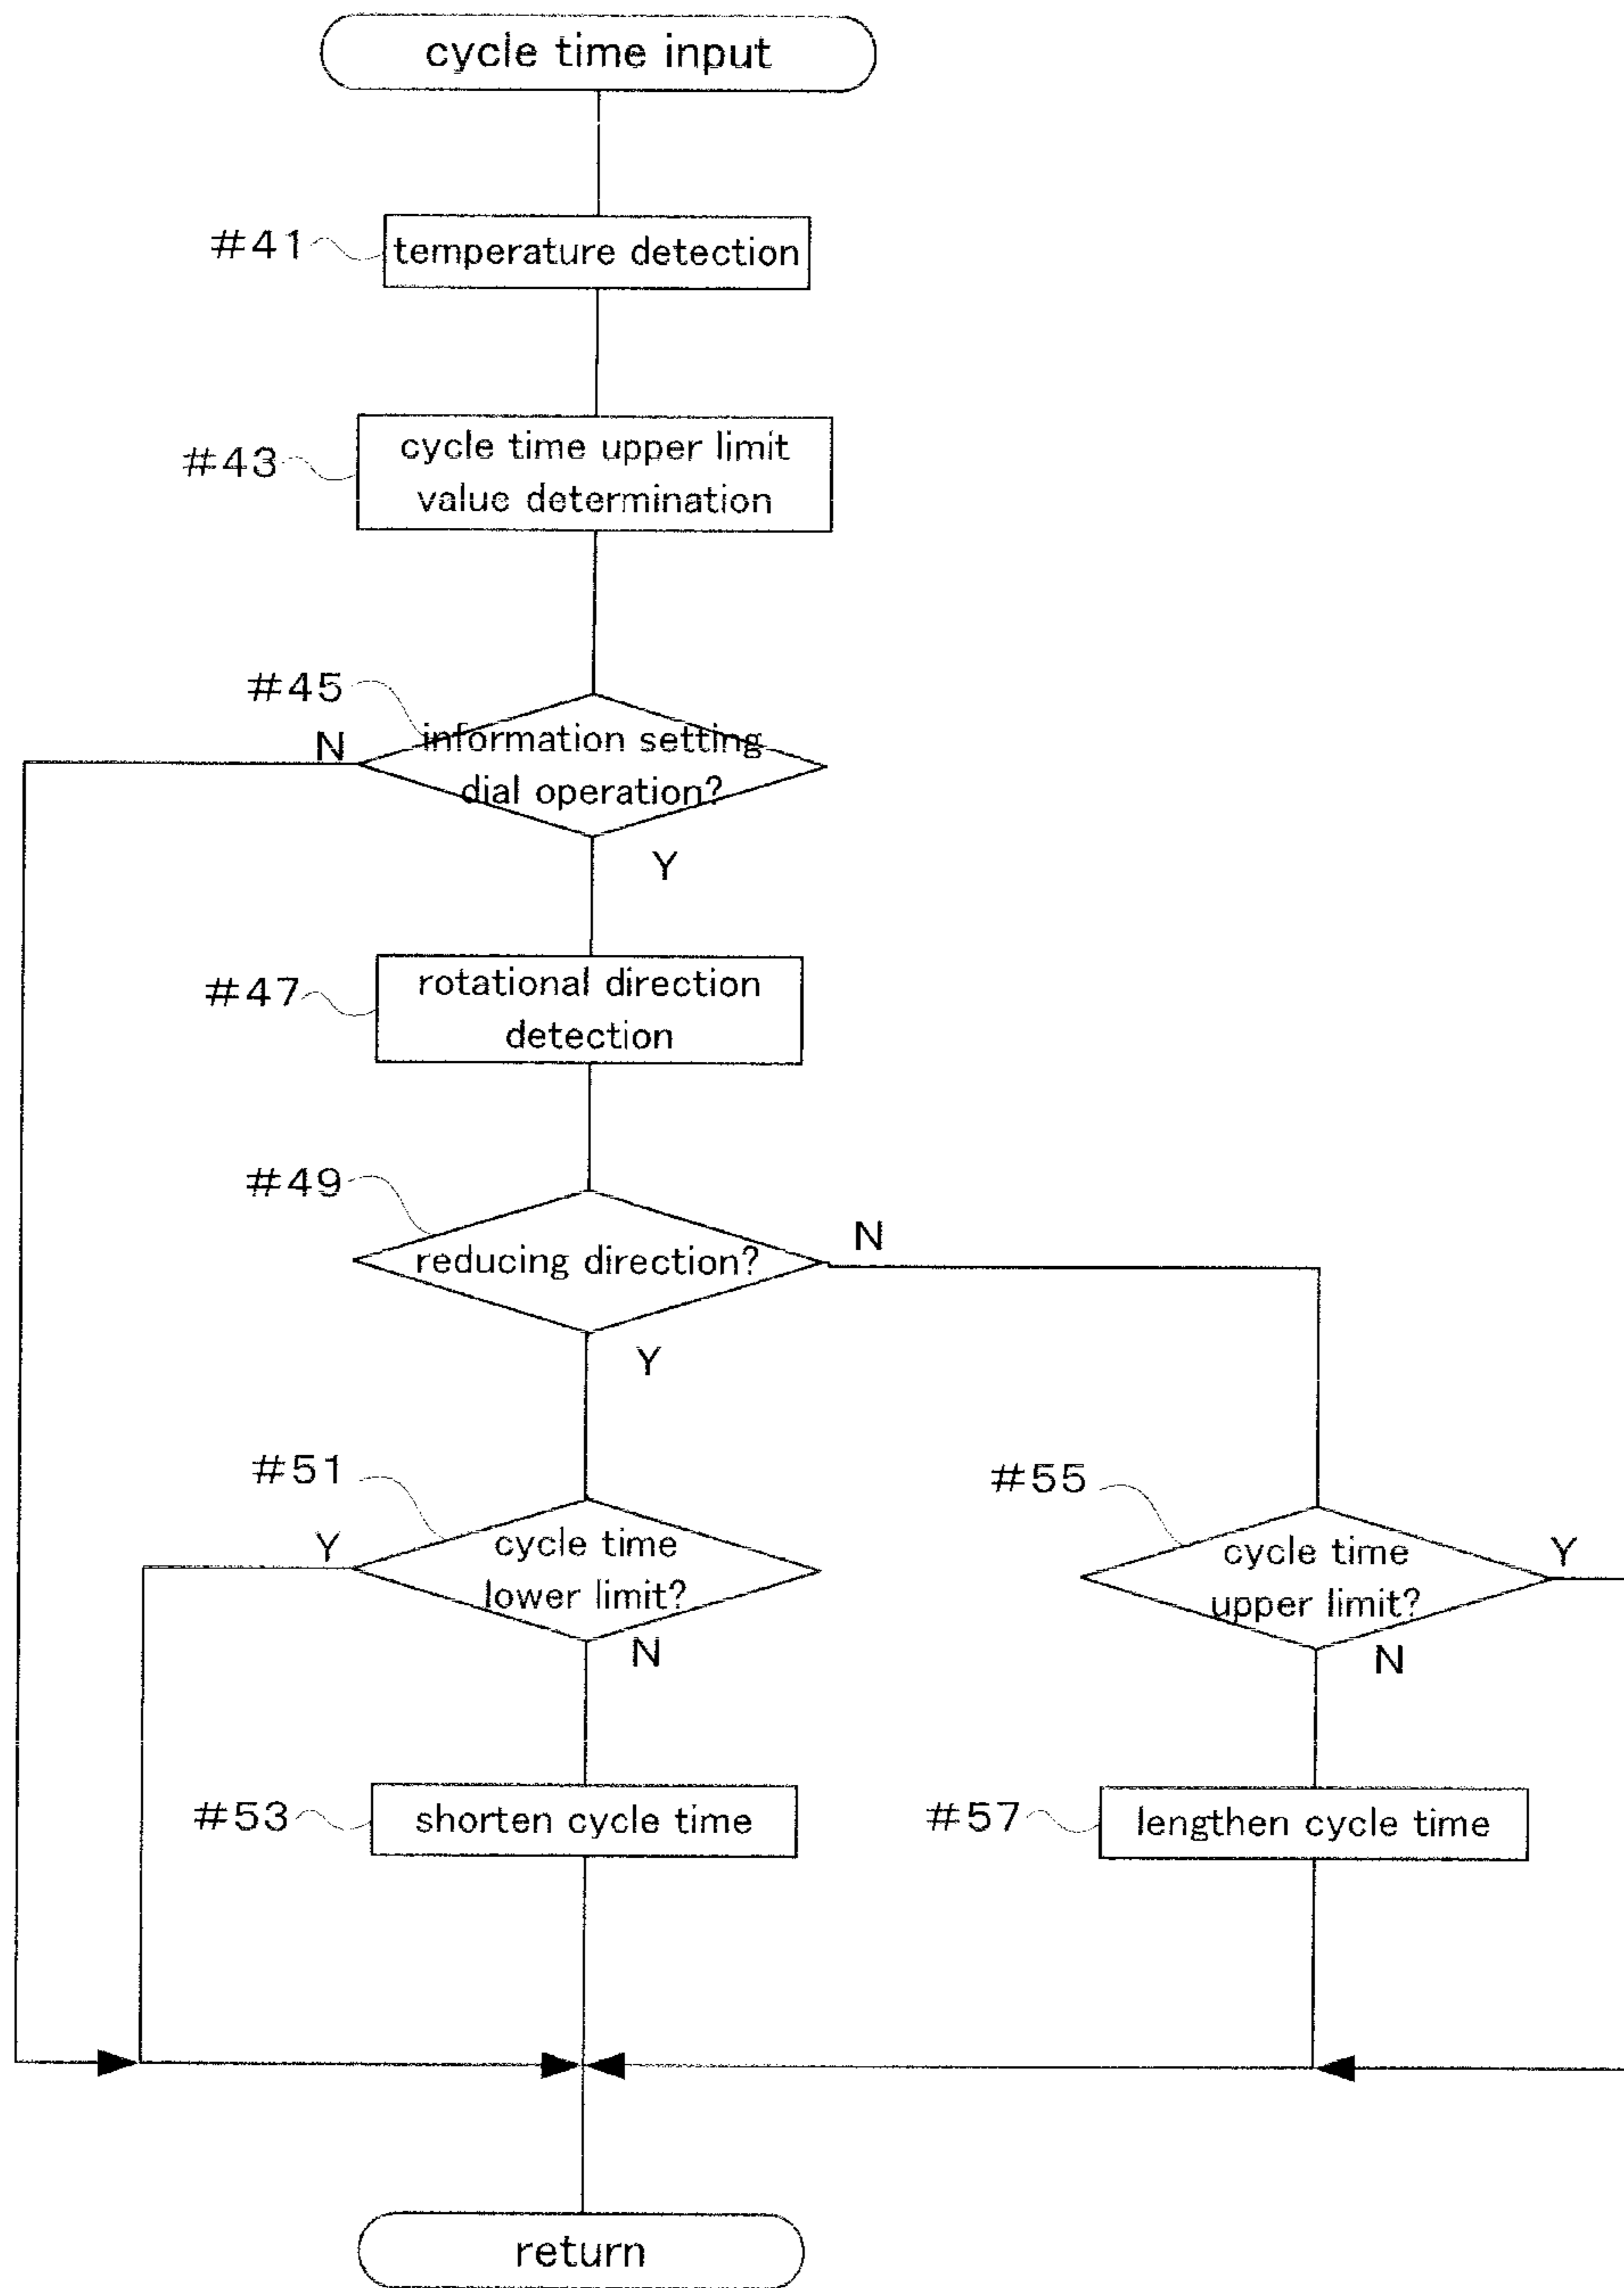 cycle time input
#41
temperature detection
#43
cycle time upper limit
value determination
#45
N
information setting
dial operation?
Y
#47
rotational direction
detection
#49
reducing direction?
N
Y
#51
Y
cycle time
lower limit?
N
#55
cycle time
upper limit?
Y
N
#53
shorten cycle time
#57
lengthen cycle time
return